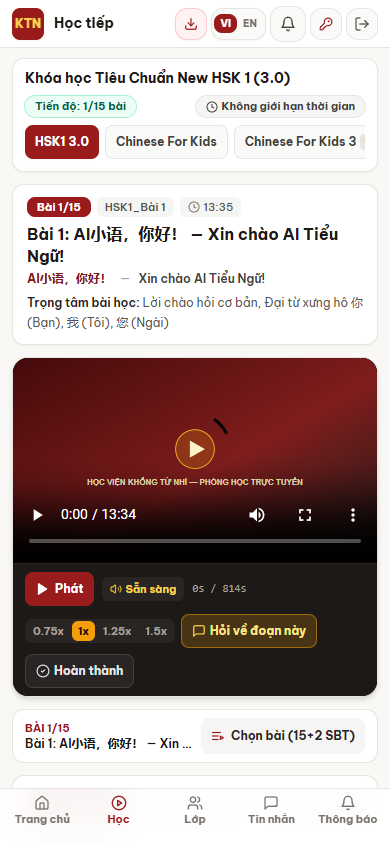 KTN Học tiếp VI EN
Khóa học Tiêu Chuẩn New HSK 1 (3.0)
Tiến độ: 1/15 bài Không giới hạn thời gian
HSK1 3.0 Chinese For Kids Chinese For Kids 3
Bài 1/15 HSK1_Bài 1 13:35
Bài 1: AI小语，你好！ — Xin chào AI Tiểu
Ngữ!
AI小语，你好！ — Xin chào AI Tiểu Ngữ!
Trọng tâm bài học: Lời chào hỏi cơ bản, Đại từ xưng hô 你
(Bạn), 我 (Tôi), 您 (Ngài)
HỌC VIỆN KHỔNG TỬ NHÍ — PHÒNG HỌC TRỰC TUYẾN
0:00 / 13:34
Phát Sẵn sàng 0s / 814s
0.75x 1x 1.25x 1.5x Hỏi về đoạn này
Hoàn thành
BÀI 1/15
Bài 1: AI小语，你好！ — Xin ... Chọn bài (15+2 SBT)
Trang chủ Học Lớp Tin nhắn Thông báo